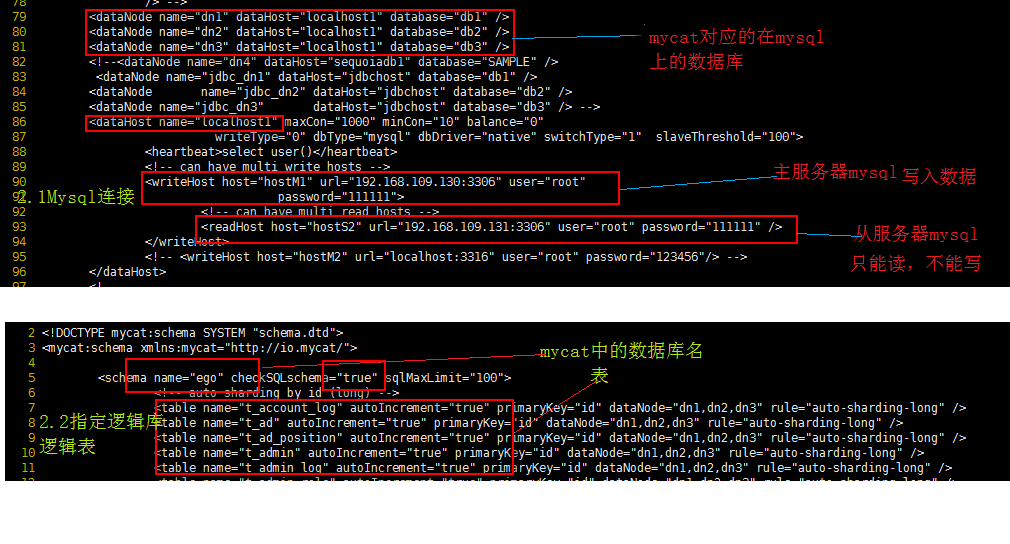 78 /> -->
79 <dataNode name="dn1" dataHost="localhost1" database="db1" />
80 <dataNode name="dn2" dataHost="localhost1" database="db2" />
81 <dataNode name="dn3" dataHost="localhost1" database="db3" />
mycat对应的在mysql
上的数据库
82 <!--<dataNode name="dn4" dataHost="sequoiadb1" database="SAMPLE" />
83 <dataNode name="jdbc_dn1" dataHost="jdbchost" database="db1" />
84 <dataNode name="jdbc_dn2" dataHost="jdbchost" database="db2" />
85 <dataNode name="jdbc_dn3" dataHost="jdbchost" database="db3" /> -->
86 <dataHost name="localhost1" maxCon="1000" minCon="10" balance="0"
87 writeType="0" dbType="mysql" dbDriver="native" switchType="1" slaveThreshold="100">
88 <heartbeat>select user()</heartbeat>
89 <!-- can have multi write hosts -->
90 <writeHost host="hostM1" url="192.168.109.130:3306" user="root"
主服务器mysql 写入数据
2.1Mysql连接
91 password="111111">
92 <!-- can have multi read hosts -->
93 <readHost host="hostS2" url="192.168.109.131:3306" user="root" password="111111" />
从服务器mysql
只能读，不能写
94 </writeHost>
95 <!-- <writeHost host="hostM2" url="localhost:3316" user="root" password="123456"/> -->
96 </dataHost>
97 <!--
2 <!DOCTYPE mycat:schema SYSTEM "schema.dtd">
3 <mycat:schema xmlns:mycat="http://io.mycat/">
4
mycat中的数据库名
表
5 <schema name="ego" checkSQLschema="true" sqlMaxLimit="100">
6 <!-- auto sharding by id (long) -->
7 <table name="t_account_log" autoIncrement="true" primaryKey="id" dataNode="dn1,dn2,dn3" rule="auto-sharding-long" />
2.2指定逻辑库
逻辑表
8 <table name="t_ad" autoIncrement="true" primaryKey="id" dataNode="dn1,dn2,dn3" rule="auto-sharding-long" />
9 <table name="t_ad_position" autoIncrement="true" primaryKey="id" dataNode="dn1,dn2,dn3" rule="auto-sharding-long" />
10 <table name="t_admin" autoIncrement="true" primaryKey="id" dataNode="dn1,dn2,dn3" rule="auto-sharding-long" />
11 <table name="t_admin_log" autoIncrement="true" primaryKey="id" dataNode="dn1,dn2,dn3" rule="auto-sharding-long" />